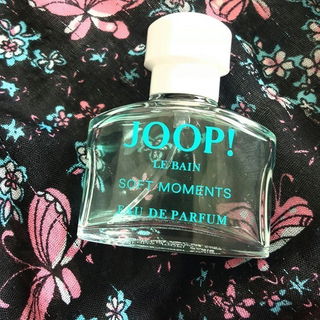 JOOP!
LE BAIN
SOFT MOMENTS
EAU DE PARFUM